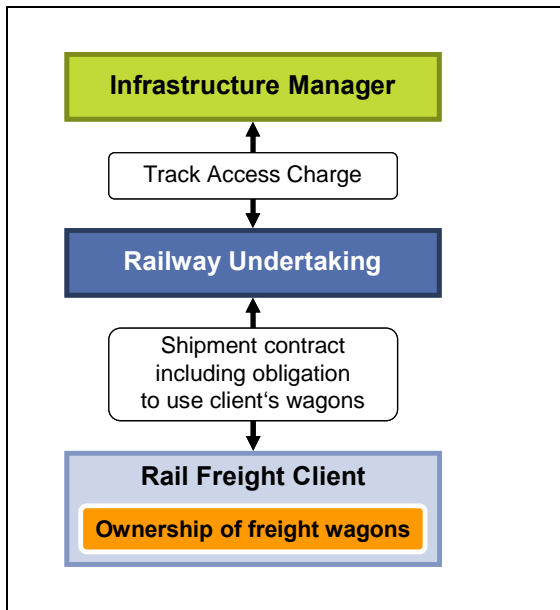 Infrastructure Manager
Track Access Charge
Railway Undertaking
Shipment contract
including obligation
to use client‘s wagons
Rail Freight Client
Ownership of freight wagons